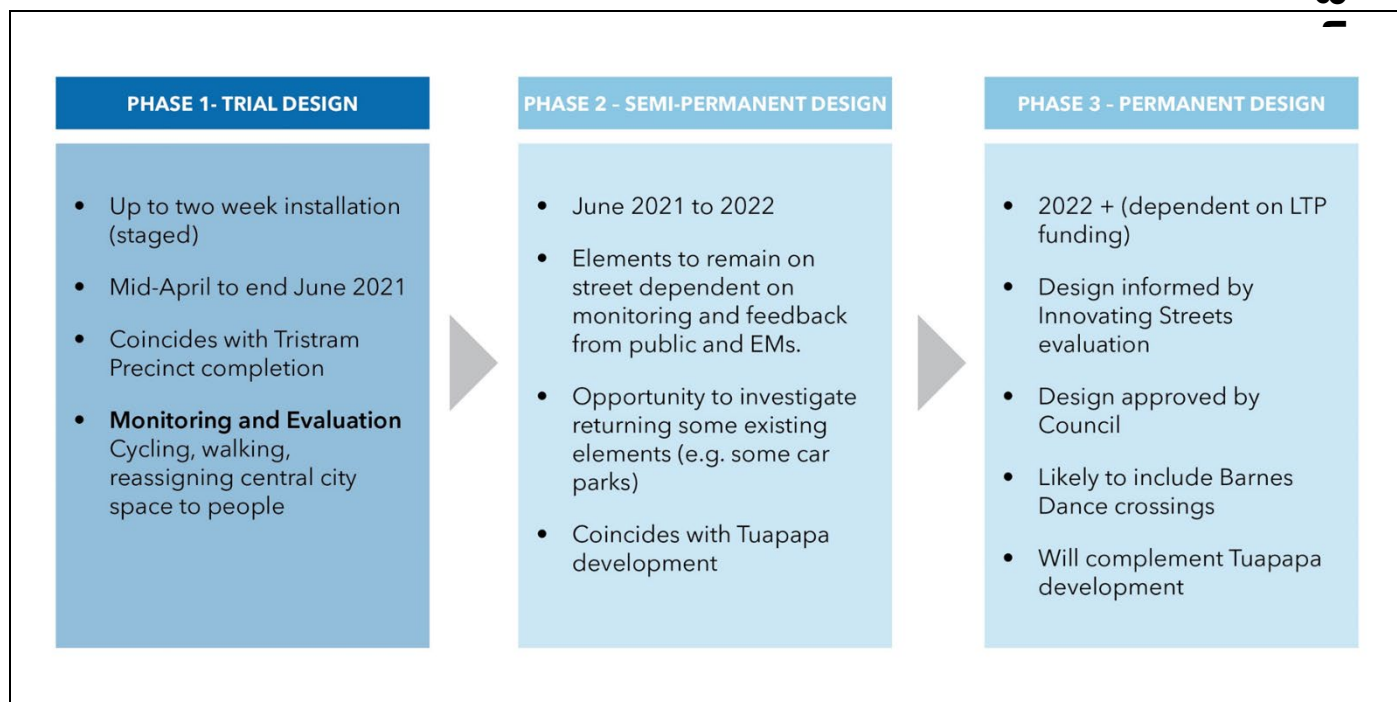 PHASE 1- TRIAL DESIGN
• Up to two week installation
(staged)
• Mid-April to end June 2021
• Coincides with Tristram
Precinct completion
• Monitoring and Evaluation
Cycling, walking,
reassigning central city
space to people
PHASE 2 – SEMI-PERMANENT DESIGN
• June 2021 to 2022
• Elements to remain on
street dependent on
monitoring and feedback
from public and EMs.
• Opportunity to investigate
returning some existing
elements (e.g. some car
parks)
• Coincides with Tuapapa
development
PHASE 3 – PERMANENT DESIGN
• 2022 + (dependent on LTP
funding)
• Design informed by
Innovating Streets
evaluation
• Design approved by
Council
• Likely to include Barnes
Dance crossings
• Will complement Tuapapa
development